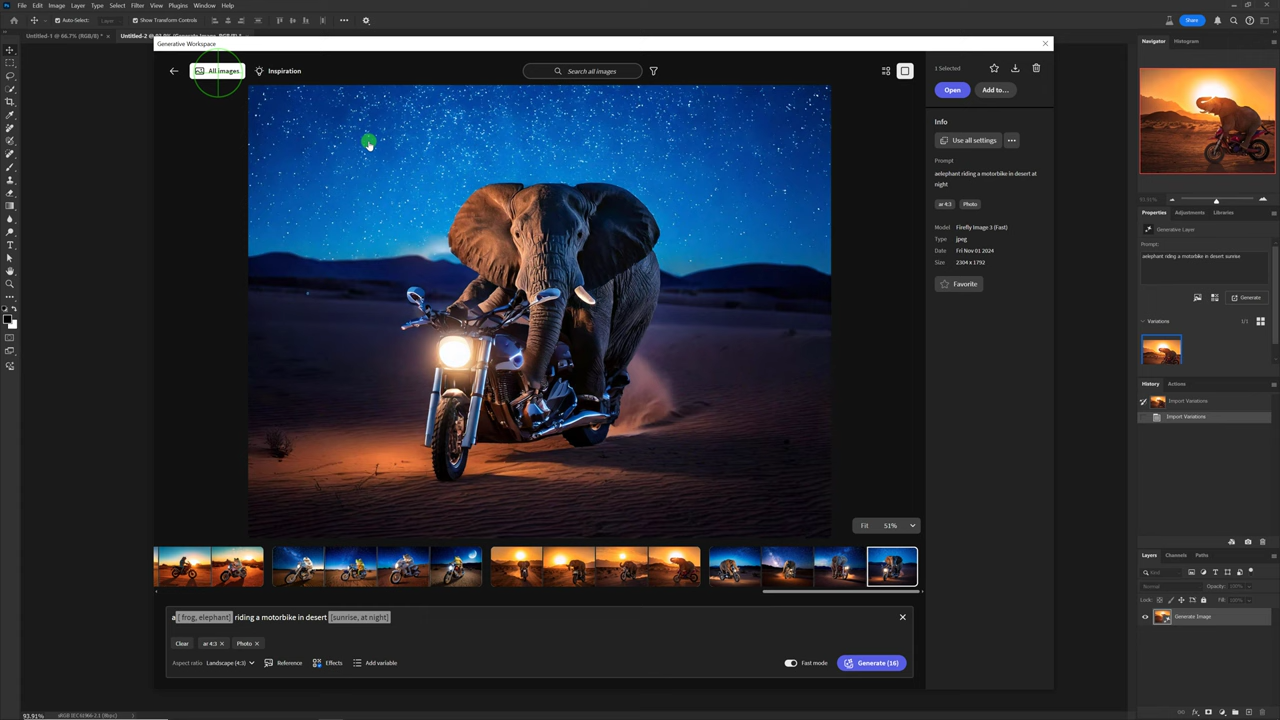 File Edit Image Layer Type Select Filter View Plugins Window Help
Auto-Select: Layer Show Transform Controls Share
Untitled-1 @ 66.7% (RGB/8) * ×
Untitled-2 @ 93.9% (Generate Image, RGB/8) *
Generative Workspace
All images Inspiration Search all images
1 Selected
Open Add to...
Info
Use all settings
Prompt
aelephant riding a motorbike in desert at
night
ar 4:3 Photo
Model Firefly Image 3 (Fast)
Type jpeg
Date Fri Nov 01 2024
Size 2304 x 1792
Favorite
Fit 51%
a[ frog, elephant] riding a motorbike in desert [sunrise, at night]
Clear ar 4:3 Photo
Aspect ratio Landscape (4:3) Reference Effects Add variable Fast mode Generate (16)
Navigator Histogram
93.91%
Properties Adjustments Libraries
Generative Layer
Prompt:
aelephant riding a motorbike in desert sunrise
Generate
Variations 1/1
History Actions
Import Variations
Import Variations
Layers Channels Paths
Kind
Normal Opacity:
Lock: Fill:
Generate Image
93.91%